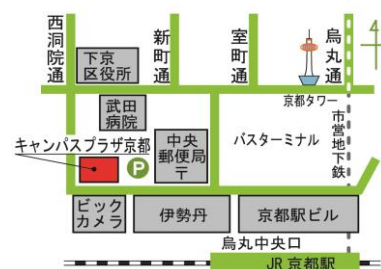 西洞院通
新町通
室町通
烏丸通
4
下京
区役所
京都タワー
武田
病院
市営地下鉄
キャンパスプラザ京都
P
中央
郵便局
〒
バスターミナル
ビック
カメラ
伊勢丹
京都駅ビル
烏丸中央口
JR 京都駅